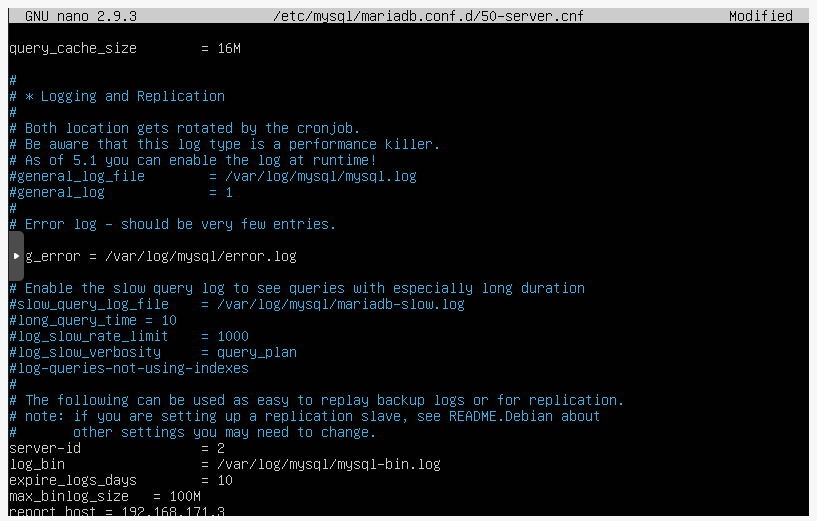 GNU nano 2.9.3 /etc/mysql/mariadb.conf.d/50-server.cnf Modified
query_cache_size = 16M
#
# * Logging and Replication
#
# Both location gets rotated by the cronjob.
# Be aware that this log type is a performance killer.
# As of 5.1 you can enable the log at runtime!
#general_log_file = /var/log/mysql/mysql.log
#general_log = 1
#
# Error log - should be very few entries.
g_error = /var/log/mysql/error.log
# Enable the slow query log to see queries with especially long duration
#slow_query_log_file = /var/log/mysql/mariadb-slow.log
#long_query_time = 10
#log_slow_rate_limit = 1000
#log_slow_verbosity = query_plan
#log-queries-not-using-indexes
#
# The following can be used as easy to replay backup logs or for replication.
# note: if you are setting up a replication slave, see README.Debian about
# other settings you may need to change.
server-id = 2
log_bin = /var/log/mysql/mysql-bin.log
expire_logs_days = 10
max_binlog_size = 100M
report_host = 192.168.171.3